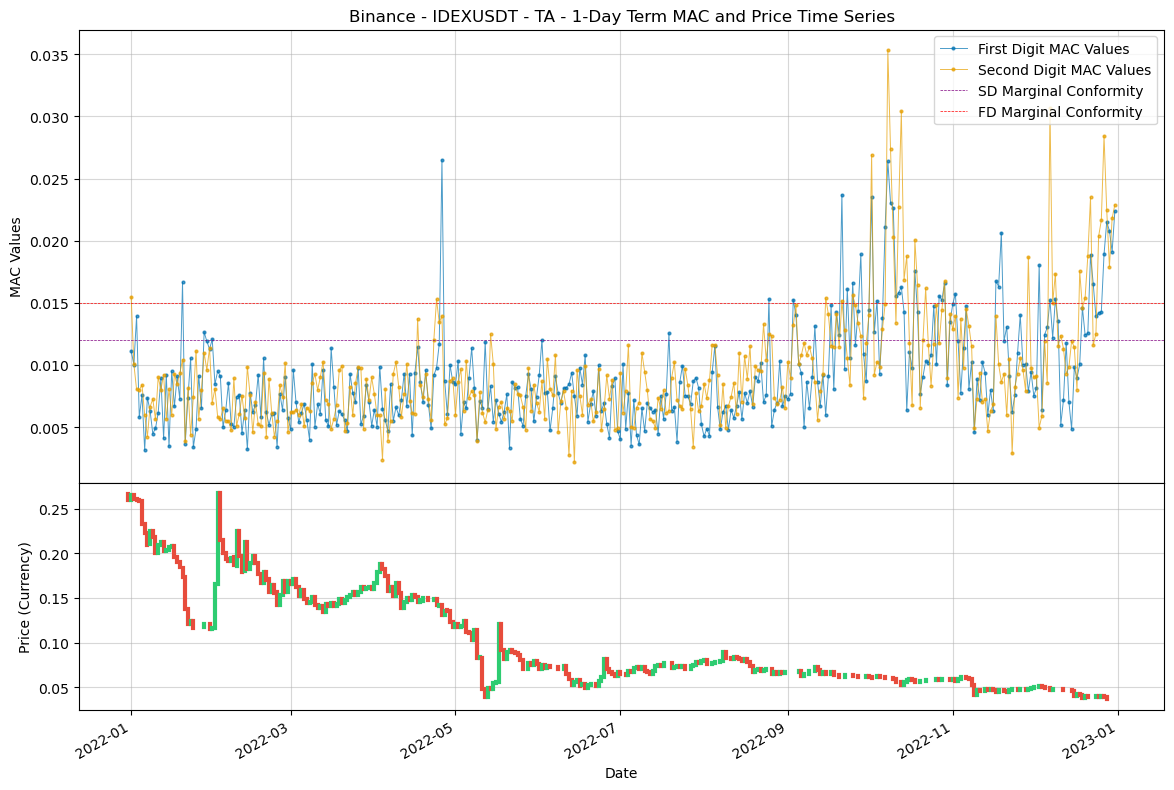 Binance - IDEXUSDT - TA - 1-Day Term MAC and Price Time Series
First Digit MAC Values
Second Digit MAC Values
SD Marginal Conformity
FD Marginal Conformity
MAC Values
0.035
0.030
0.025
0.020
0.015
0.010
0.005
Price (Currency)
0.25
0.20
0.15
0.10
0.05
2022-01
2022-03
2022-05
2022-07
2022-09
2022-11
2023-01
Date